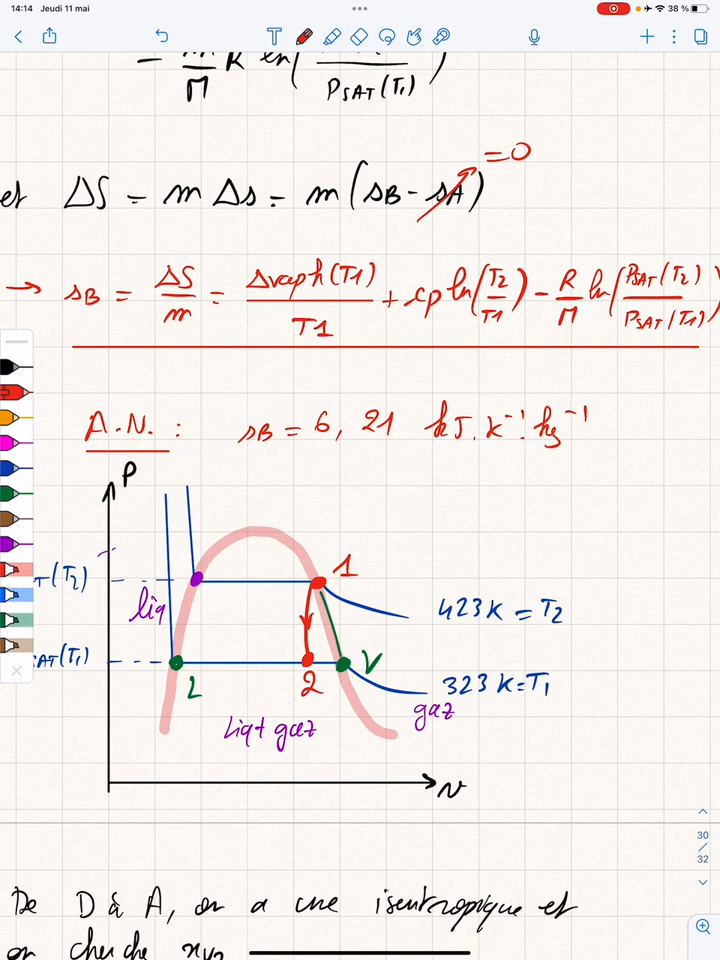 14:14 Jeudi 11 mai
38 %
R ln(
M PSAT(T1) )
et ΔS = m Δs = m(sB - sA) =0
→ sB = ΔS/m = Δvaph(T1)/T1 + cp ln(T2/T1) - R/M ln(PSAT(T2)/PSAT(T1))
A.N. : sB = 6,21 kJ.K⁻¹.kg⁻¹
P
T(T2)
1
liq
423K = T2
SAT(T1)
L
2
V
323K = T1
Liq+gaz
gaz
v
30
/
32
De D à A, on a une isentropique et
on cherche xv2